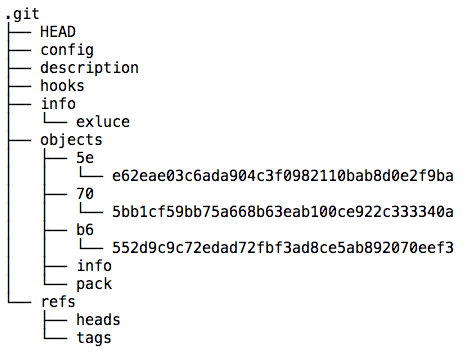 .git
├── HEAD
├── config
├── description
├── hooks
├── info
│   └── exluce
├── objects
│   ├── 5e
│   │   └── e62eae03c6ada904c3f0982110bab8d0e2f9ba
│   ├── 70
│   │   └── 5bb1cf59bb75a668b63eab100ce922c333340a
│   ├── b6
│   │   └── 552d9c9c72edad72fbf3ad8ce5ab892070eef3
│   ├── info
│   └── pack
└── refs
    ├── heads
    └── tags